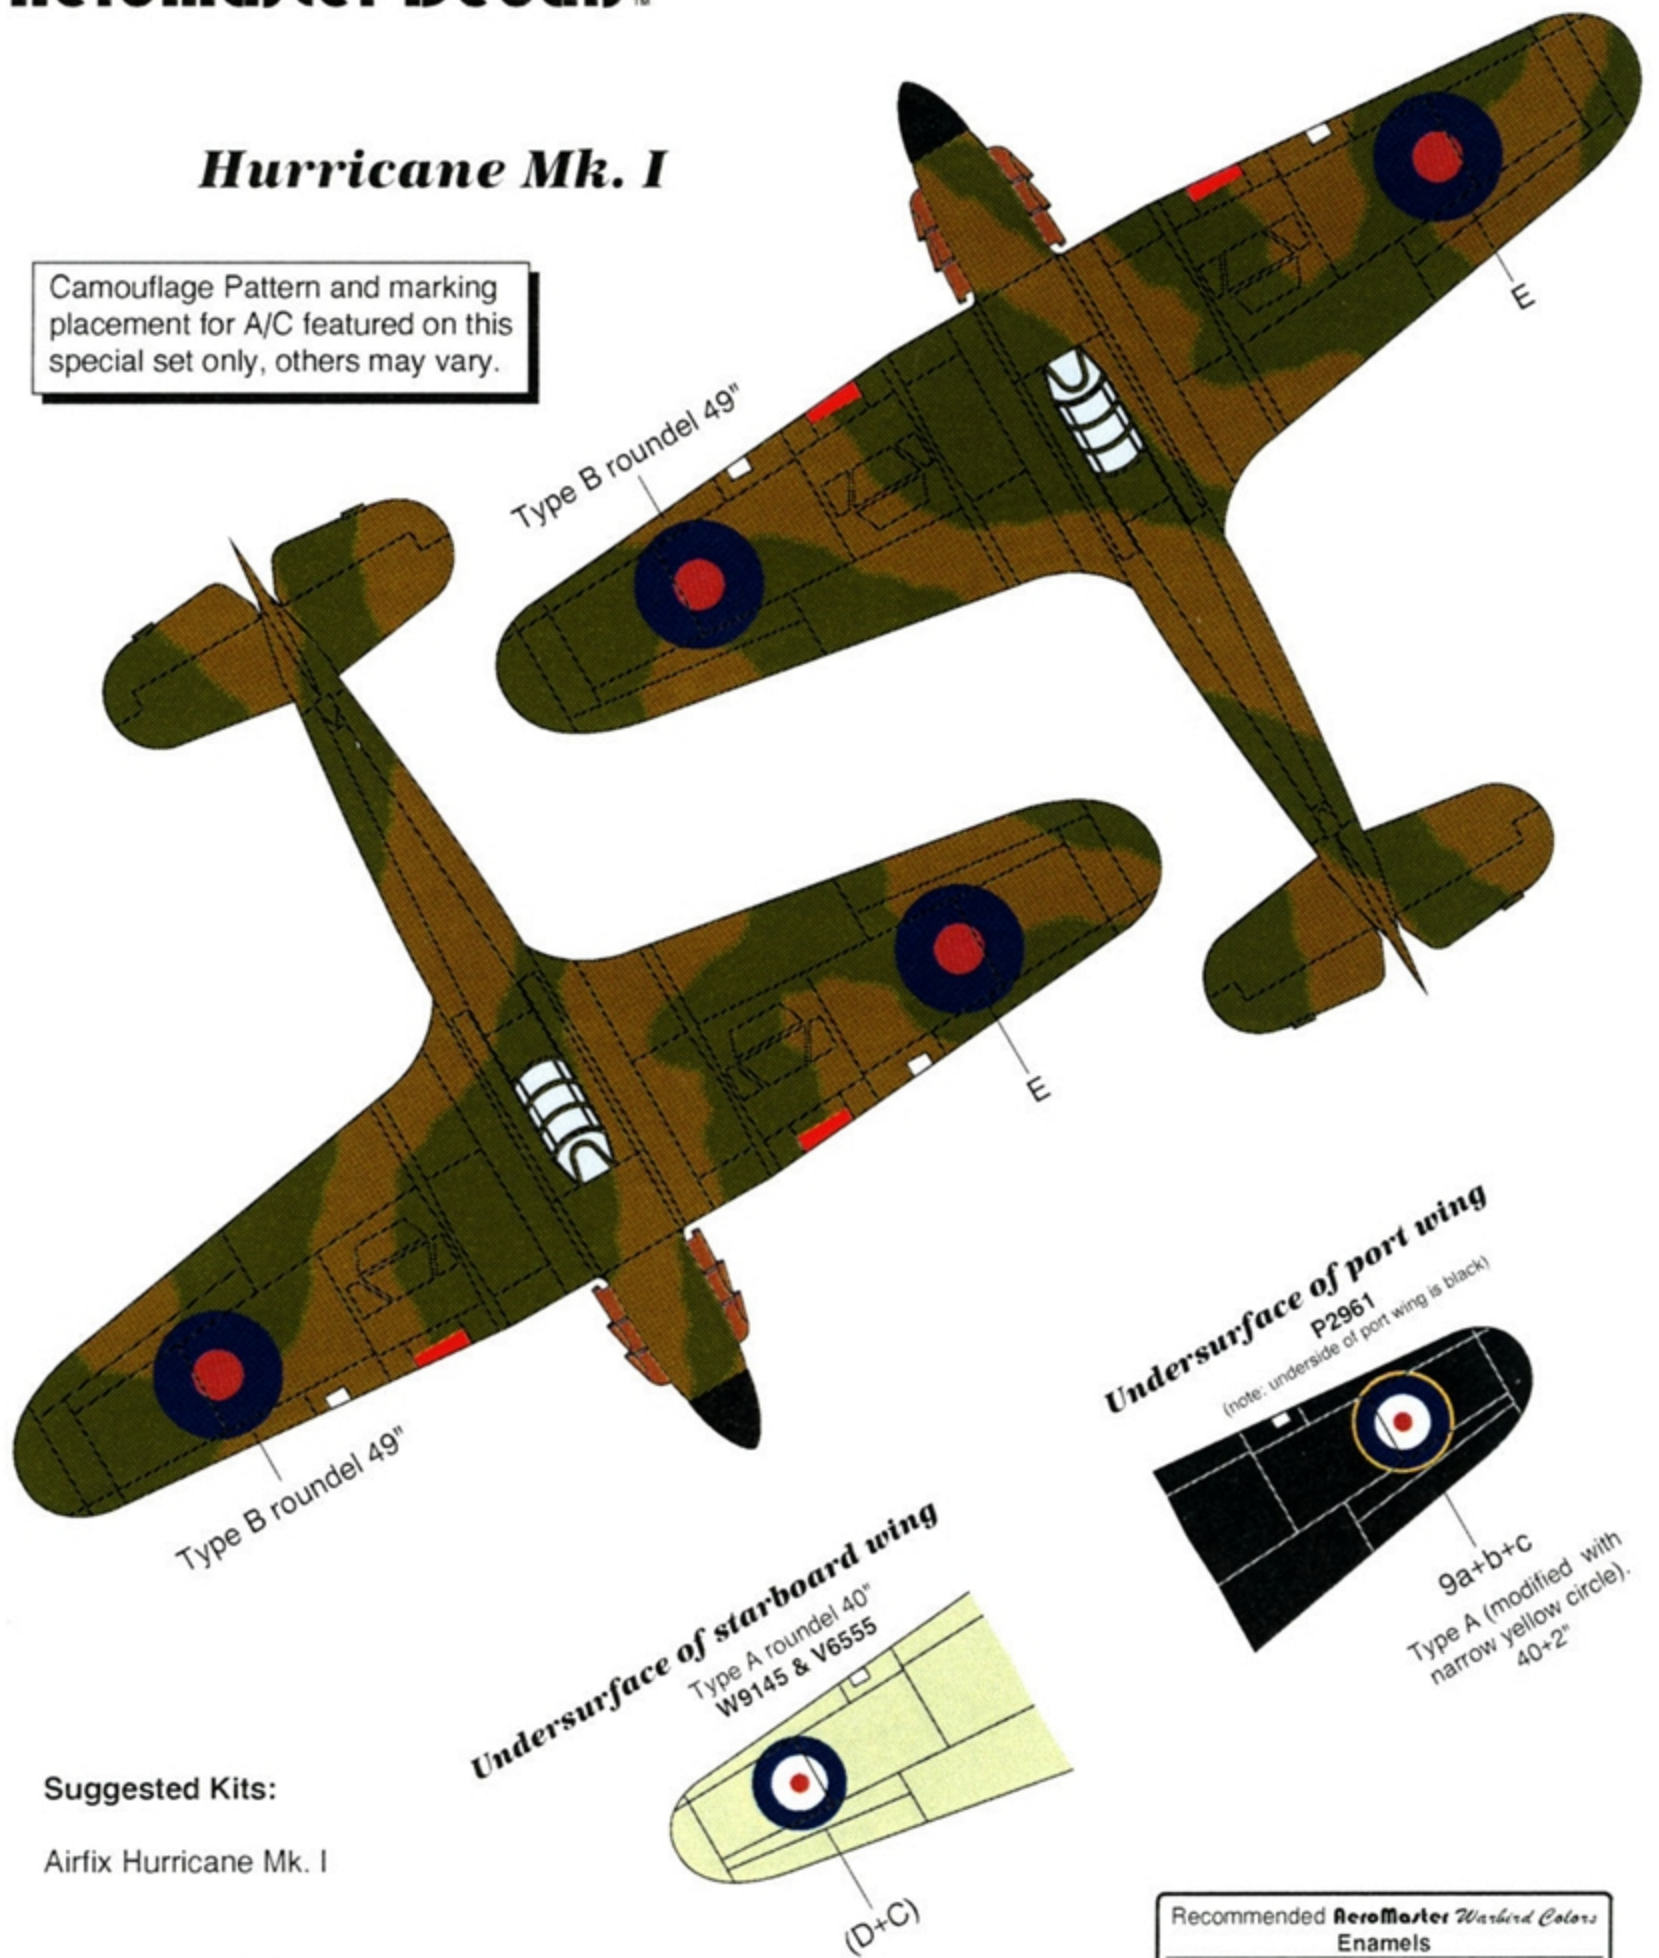 AeroMaster Decals™
Hurricane Mk. I
Camouflage Pattern and marking
placement for A/C featured on this
special set only, others may vary.
Type B roundel 49"
E
E
Type B roundel 49"
Undersurface of port wing
P2961
(note: underside of port wing is black)
9a+b+c
Type A (modified with
narrow yellow circle).
40+2"
Undersurface of starboard wing
Type A roundel 40"
W9145 & V6555
(D+C)
Suggested Kits:
Airfix Hurricane Mk. I
Recommended AeroMaster Warbird Colors
Enamels